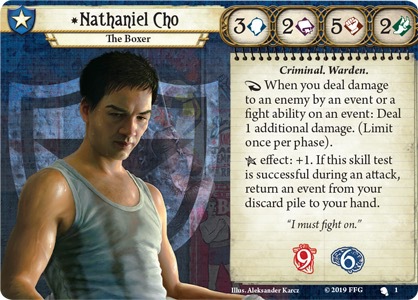 Nathaniel Cho
The Boxer
3 2 5 2
Criminal. Warden.
When you deal damage
to an enemy by an event or a
fight ability on an event: Deal
1 additional damage. (Limit
once per phase).
effect: +1. If this skill test
is successful during an attack,
return an event from your
discard pile to your hand.
"I must fight on."
9 6
Illus. Aleksander Karcz
© 2019 FFG
1